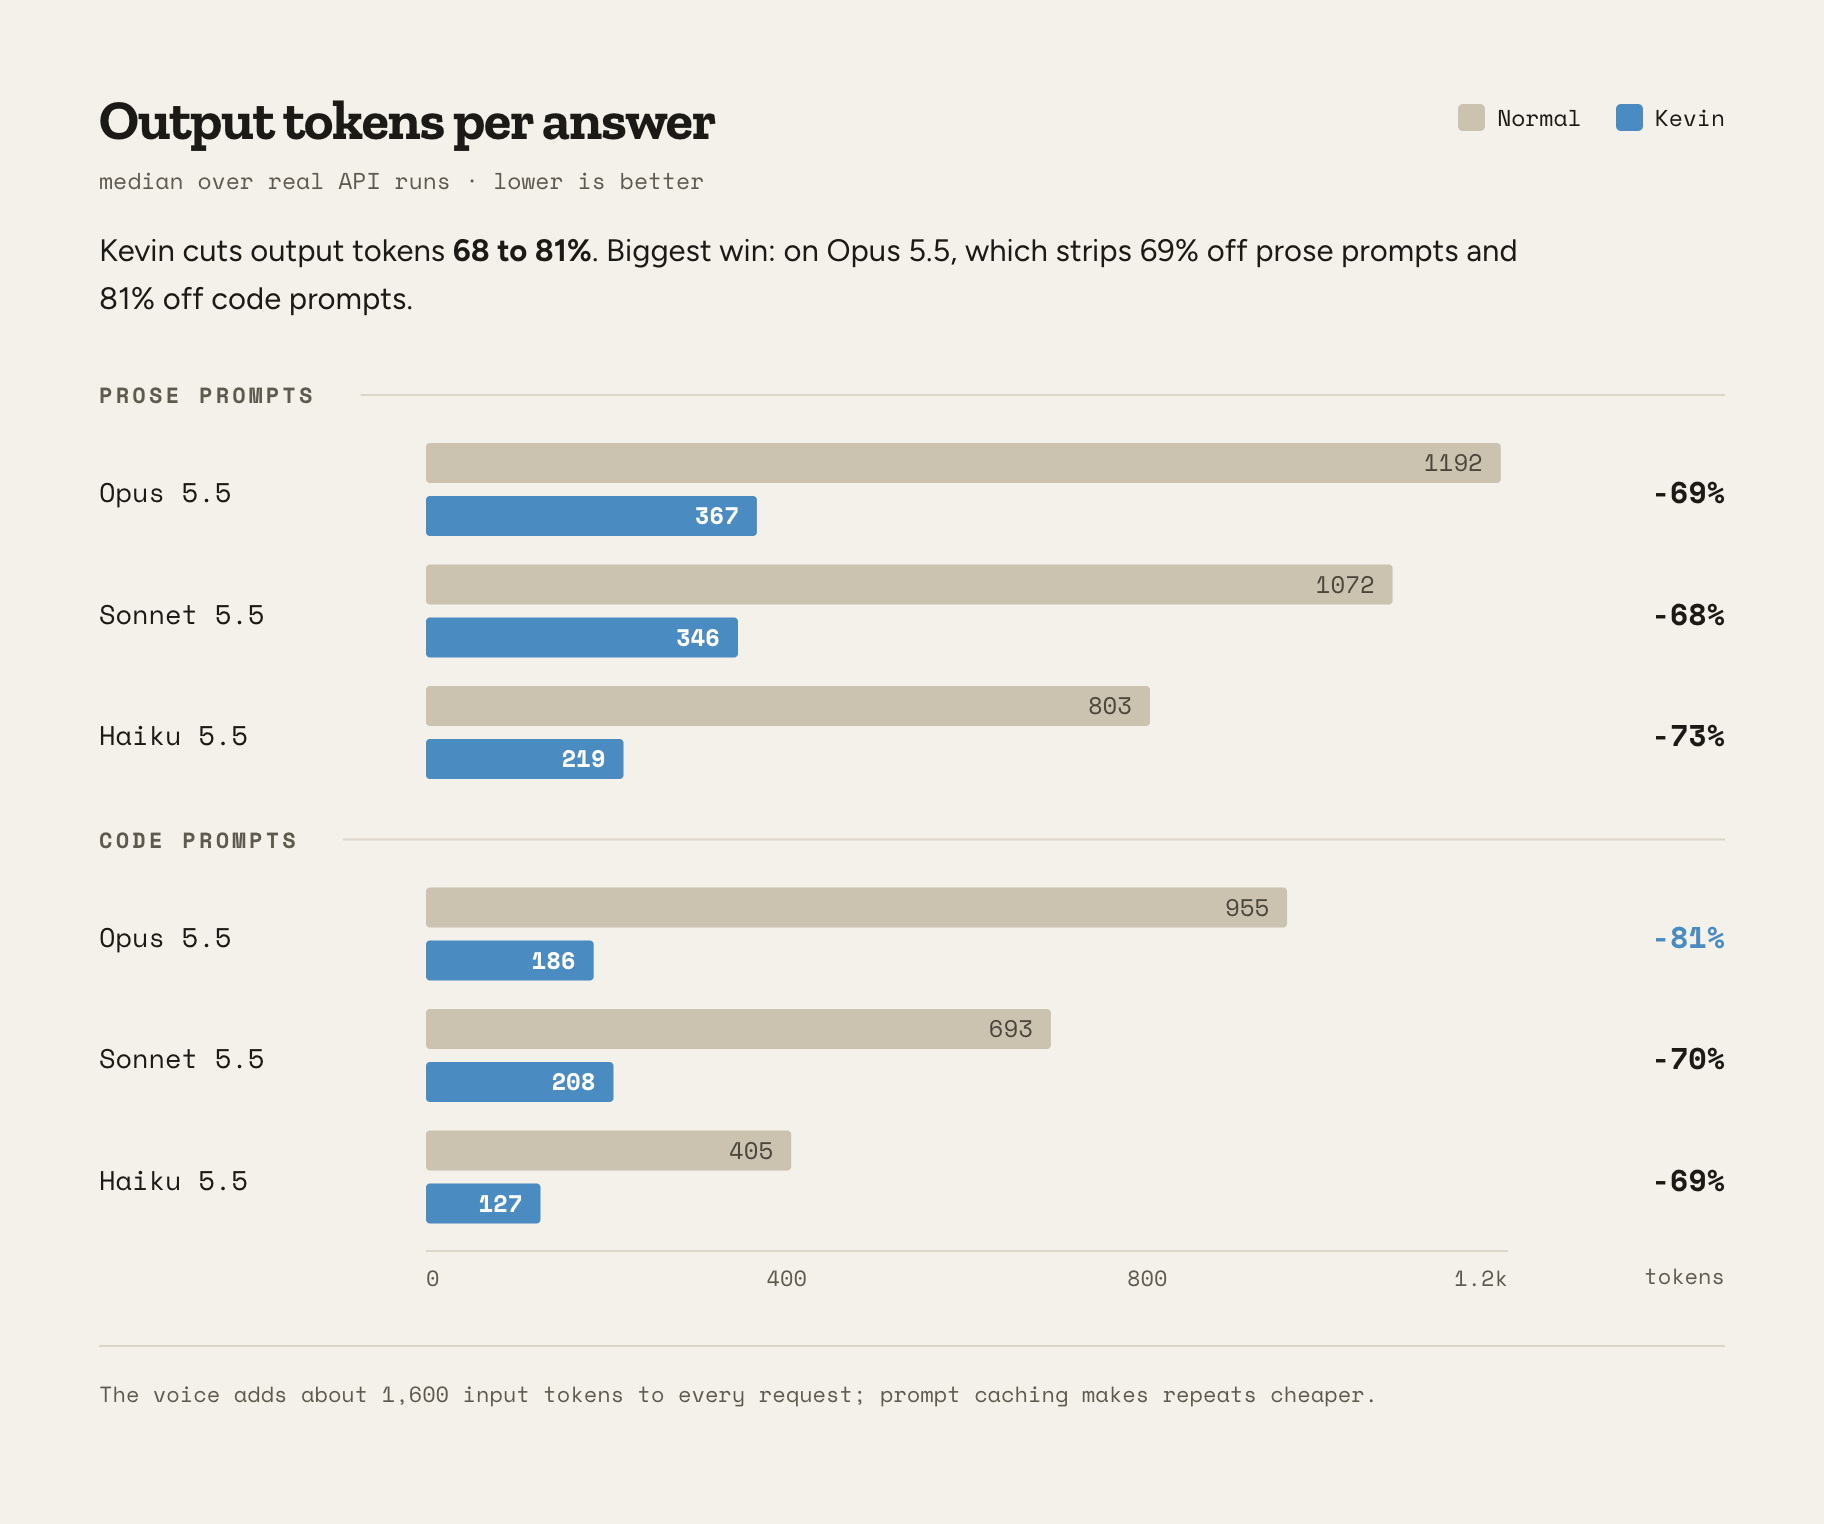 Output tokens per answer
Normal
Kevin
median over real API runs · lower is better
Kevin cuts output tokens 68 to 81%. Biggest win: on Opus 5.5, which strips 69% off prose prompts and
81% off code prompts.
PROSE PROMPTS
Opus 5.5
1192
367
-69%
Sonnet 5.5
1072
346
-68%
Haiku 5.5
803
219
-73%
CODE PROMPTS
Opus 5.5
955
186
-81%
Sonnet 5.5
693
208
-70%
Haiku 5.5
405
127
-69%
0 400 800 1.2k tokens
The voice adds about 1,600 input tokens to every request; prompt caching makes repeats cheaper.